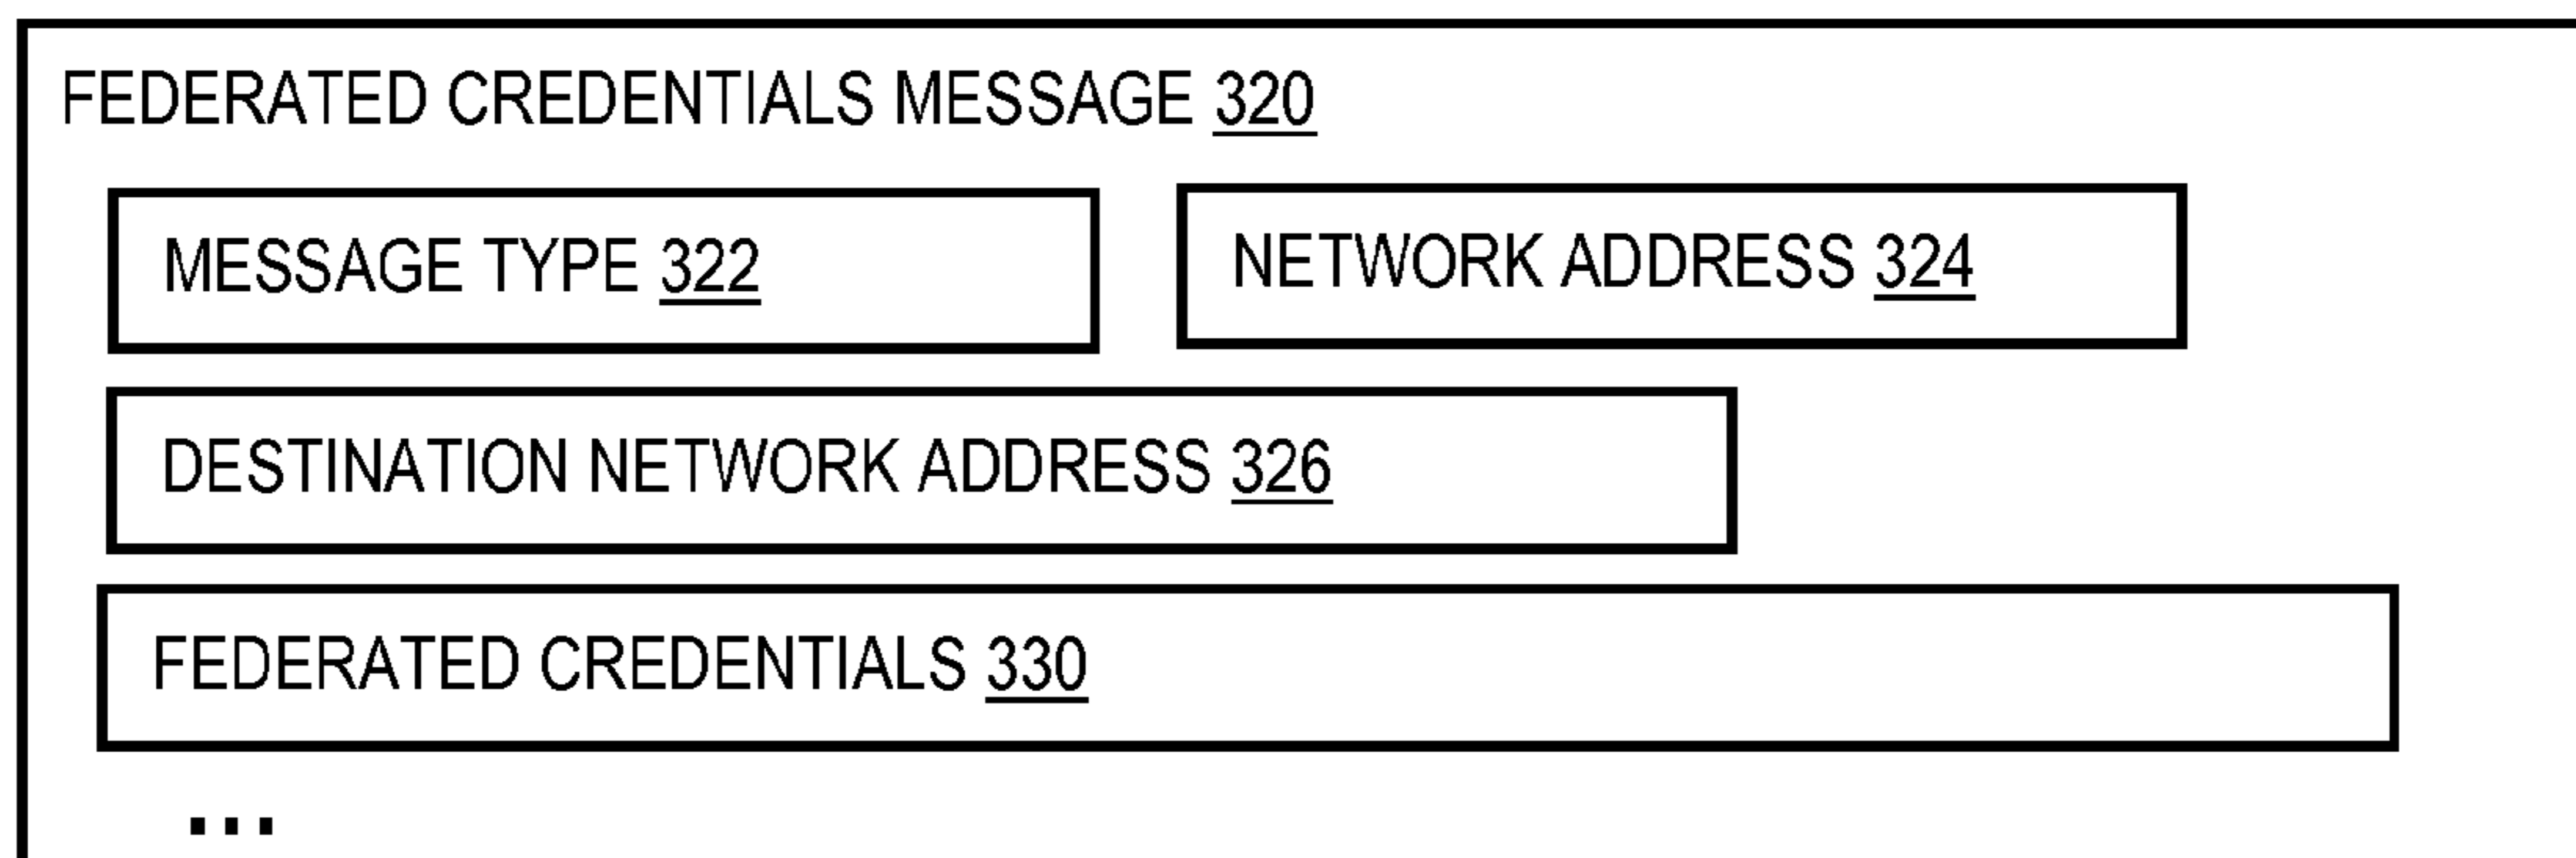 FEDERATED CREDENTIALS MESSAGE 320
MESSAGE TYPE 322
NETWORK ADDRESS 324
DESTINATION NETWORK ADDRESS 326
FEDERATED CREDENTIALS 330
...